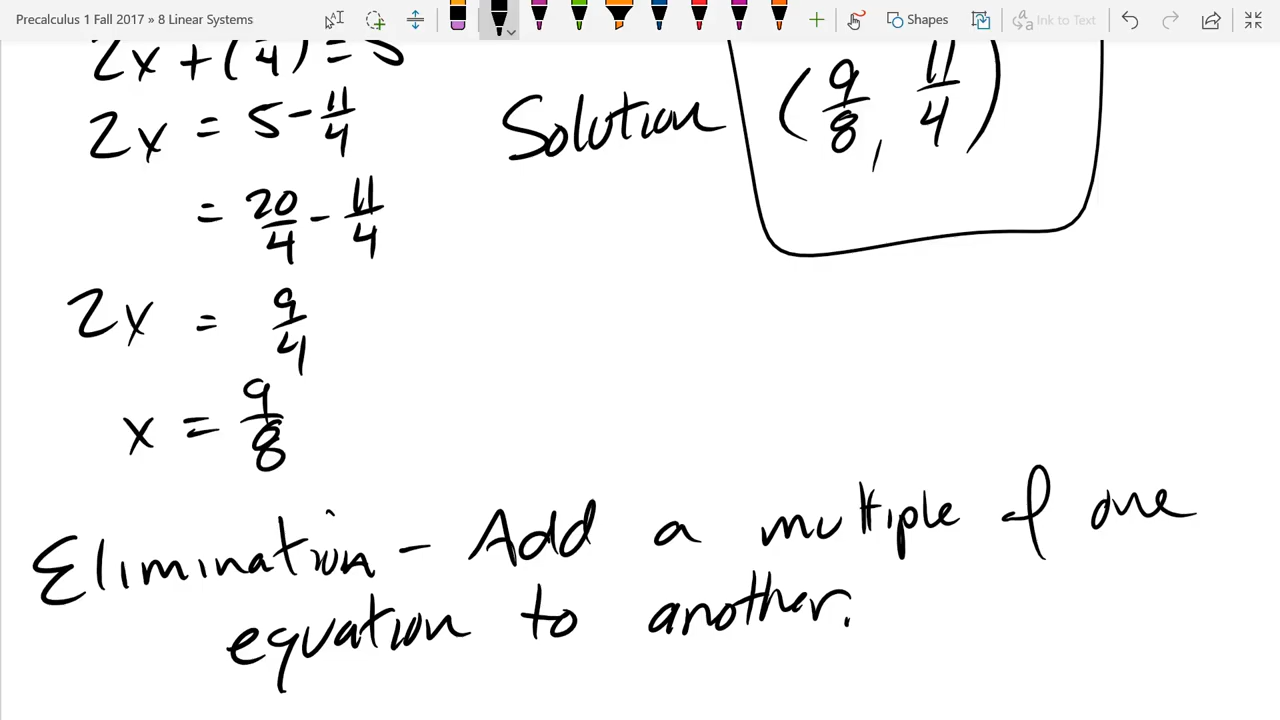 Precalculus 1 Fall 2017 » 8 Linear Systems
Shapes
Ink to Text
2x + (11/4) = 5
2x = 5 - 11/4
= 20/4 - 11/4
2x = 9/4
x = 9/8
Solution (9/8, 11/4)
Elimination - Add a multiple of one
equation to another.